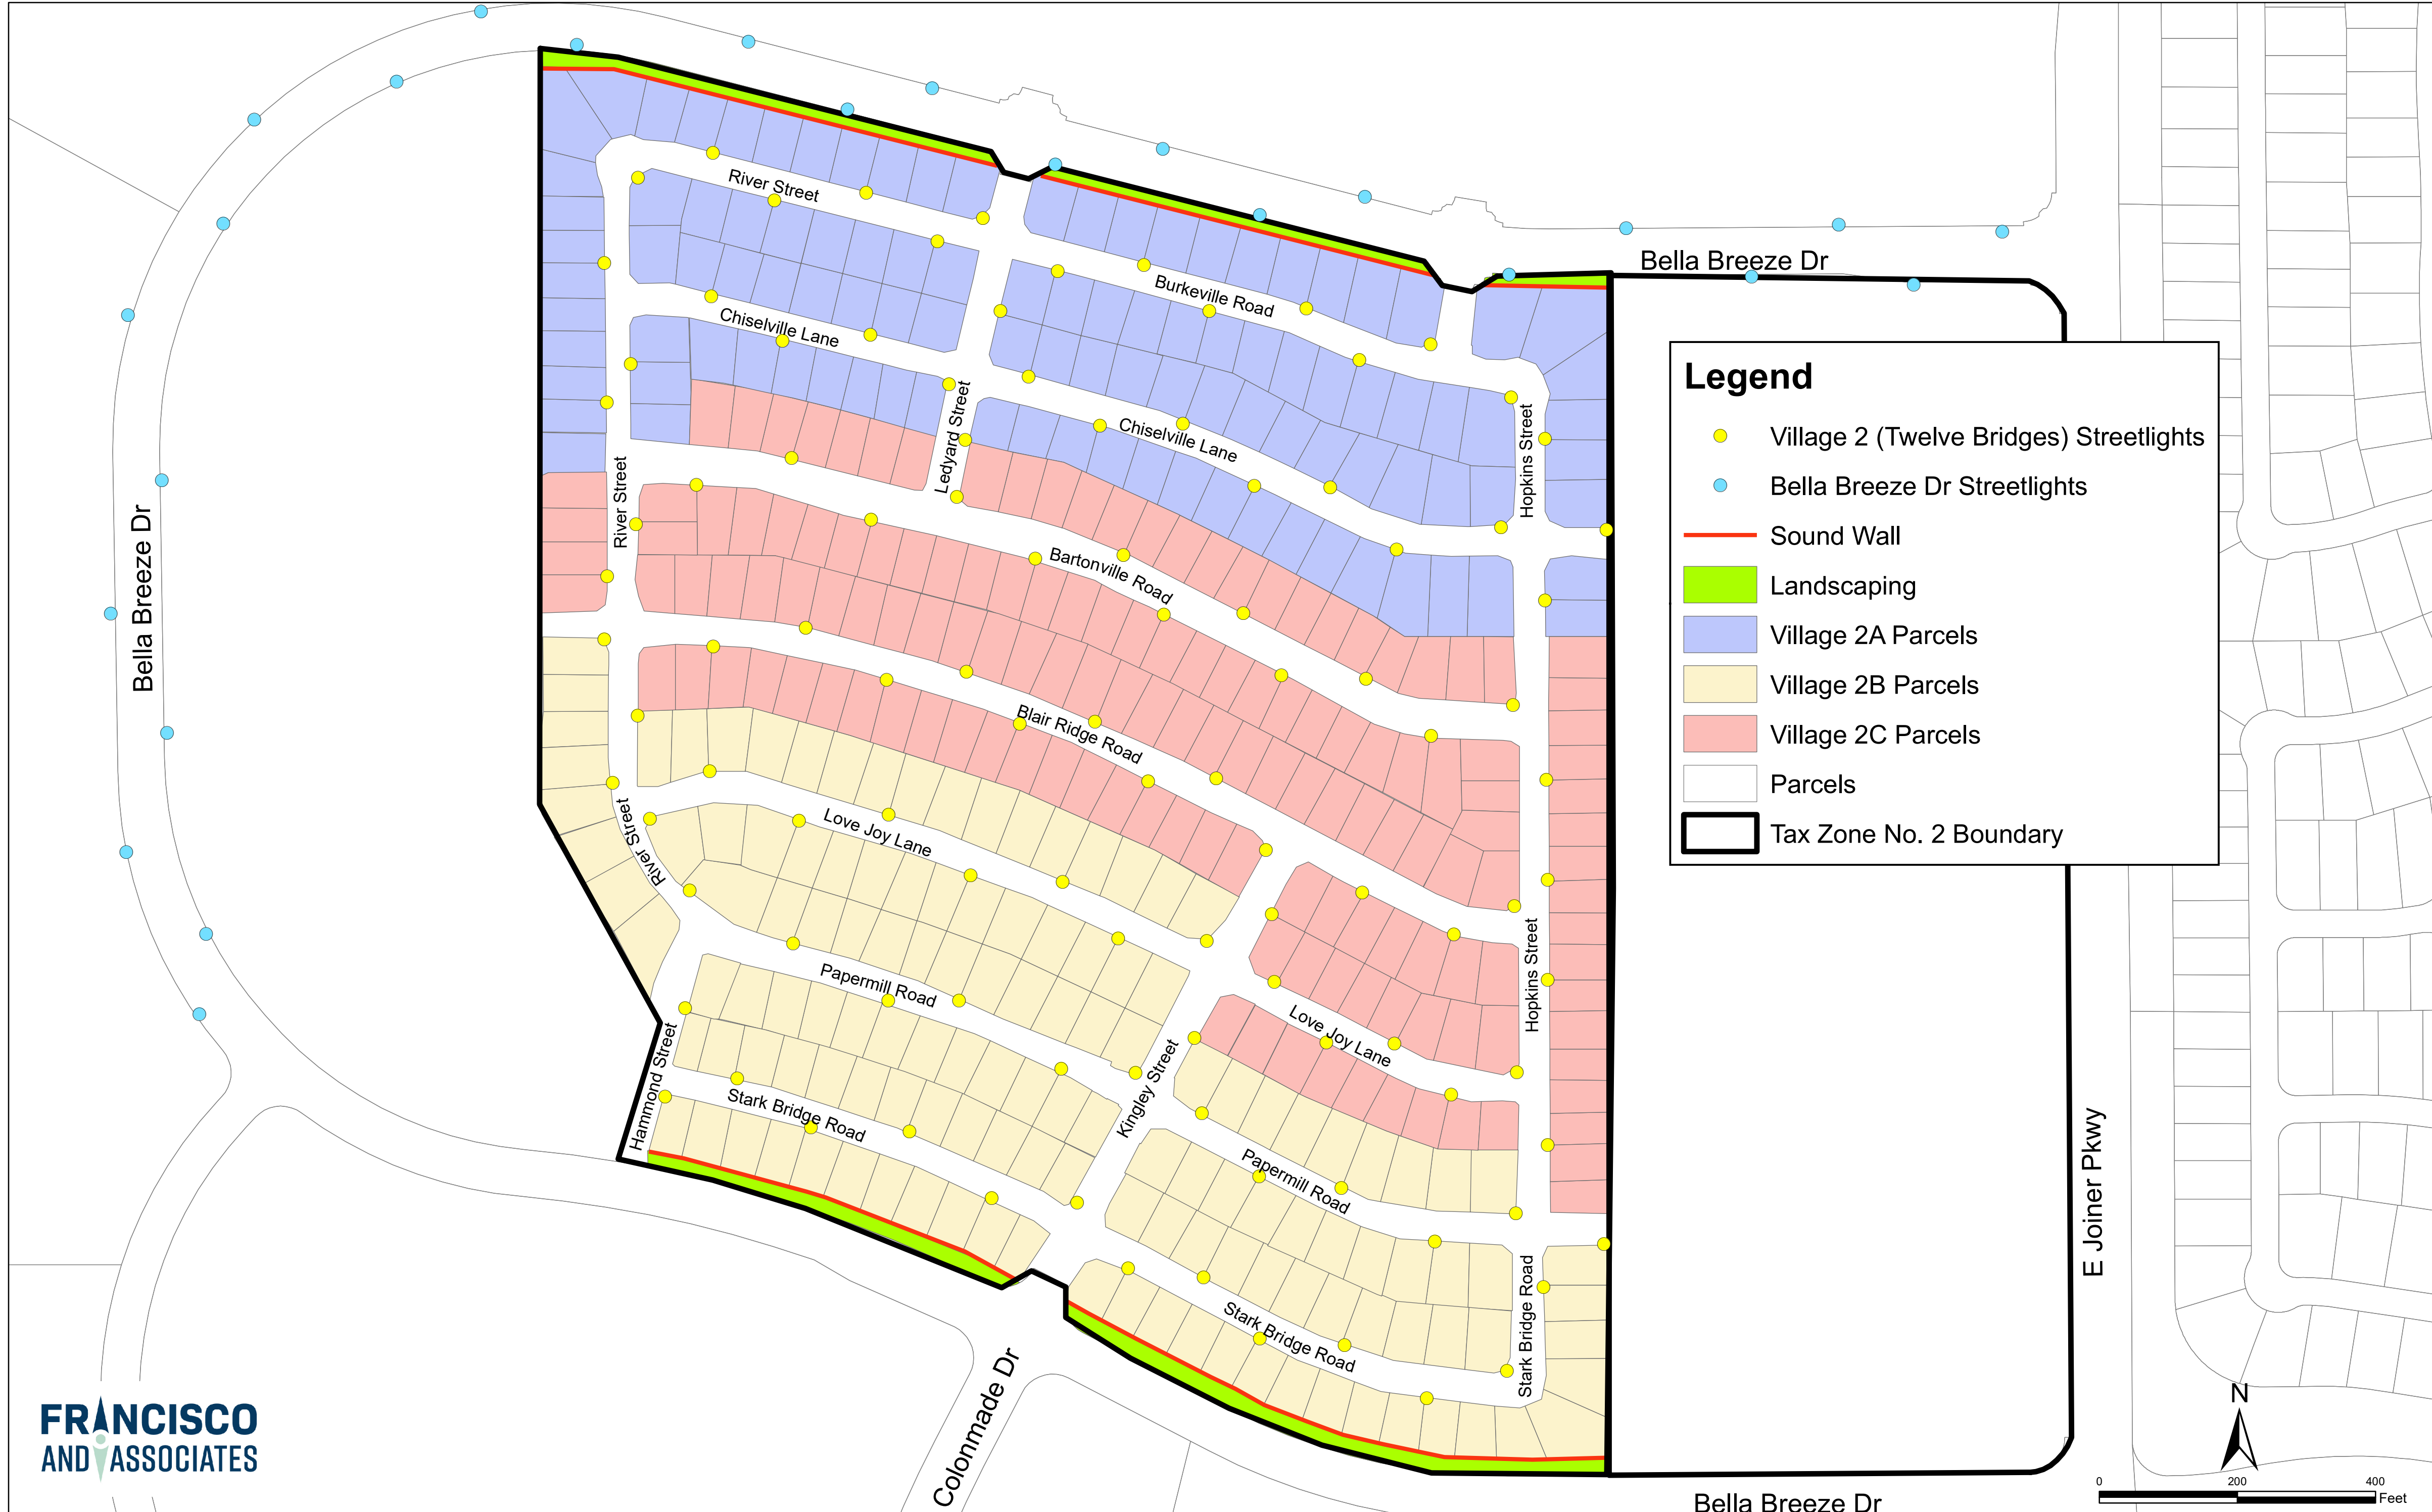 River Street
Bella Breeze Dr
Burkeville Road
Chiselville Lane
Legend
Village 2 (Twelve Bridges) Streetlights
Bella Breeze Dr Streetlights
Sound Wall
Landscaping
Village 2A Parcels
Village 2B Parcels
Village 2C Parcels
Parcels
Tax Zone No. 2 Boundary
Ledyard Street
Chiselville Lane
Hopkins Street
River Street
Bella Breeze Dr
Bartonville Road
Blair Ridge Road
Love Joy Lane
River Street
Papermill Road
Hopkins Street
Love Joy Lane
Hammond Street
Stark Bridge Road
Kingley Street
Papermill Road
E Joiner Pkwy
Stark Bridge Road
Stark Bridge Road
Colonmade Dr
FRANCISCO
AND ASSOCIATES
N
0 200 400
Feet
Bella Breeze Dr